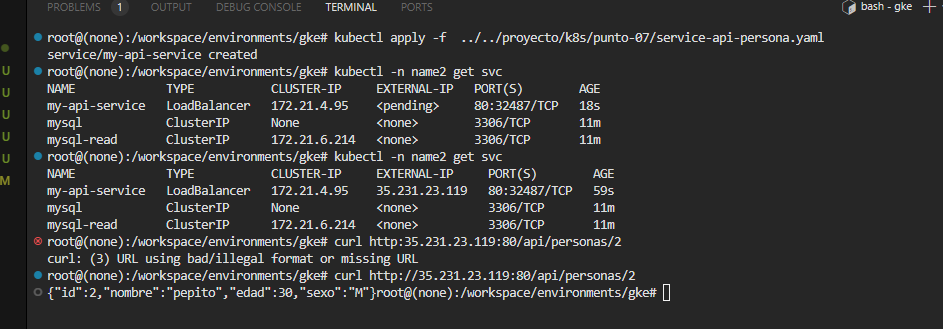 PROBLEMS 1 OUTPUT DEBUG CONSOLE TERMINAL PORTS bash - gke
root@(none):/workspace/environments/gke# kubectl apply -f  ../../proyecto/k8s/punto-07/service-api-persona.yaml
service/my-api-service created
root@(none):/workspace/environments/gke# kubectl -n name2 get svc
NAME             TYPE           CLUSTER-IP     EXTERNAL-IP   PORT(S)        AGE
my-api-service   LoadBalancer   172.21.4.95    <pending>     80:32487/TCP   18s
mysql            ClusterIP      None           <none>        3306/TCP       11m
mysql-read       ClusterIP      172.21.6.214   <none>        3306/TCP       11m
root@(none):/workspace/environments/gke# kubectl -n name2 get svc
NAME             TYPE           CLUSTER-IP     EXTERNAL-IP     PORT(S)        AGE
my-api-service   LoadBalancer   172.21.4.95    35.231.23.119   80:32487/TCP   59s
mysql            ClusterIP      None           <none>          3306/TCP       11m
mysql-read       ClusterIP      172.21.6.214   <none>          3306/TCP       11m
root@(none):/workspace/environments/gke# curl http:35.231.23.119:80/api/personas/2
curl: (3) URL using bad/illegal format or missing URL
root@(none):/workspace/environments/gke# curl http://35.231.23.119:80/api/personas/2
{"id":2,"nombre":"pepito","edad":30,"sexo":"M"}root@(none):/workspace/environments/gke#
U
U
U
U
U
M